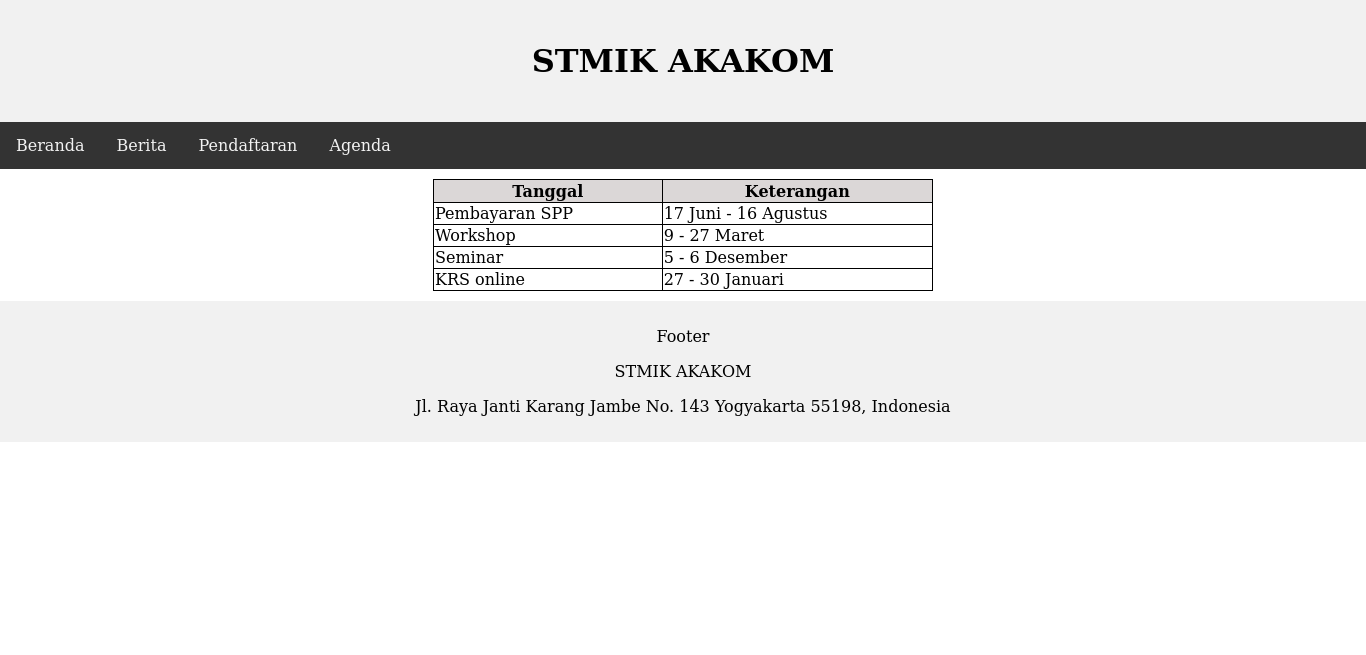 STMIK AKAKOM
Beranda Berita Pendaftaran Agenda
Tanggal Keterangan
Pembayaran SPP 17 Juni - 16 Agustus
Workshop 9 - 27 Maret
Seminar 5 - 6 Desember
KRS online 27 - 30 Januari
Footer
STMIK AKAKOM
Jl. Raya Janti Karang Jambe No. 143 Yogyakarta 55198, Indonesia